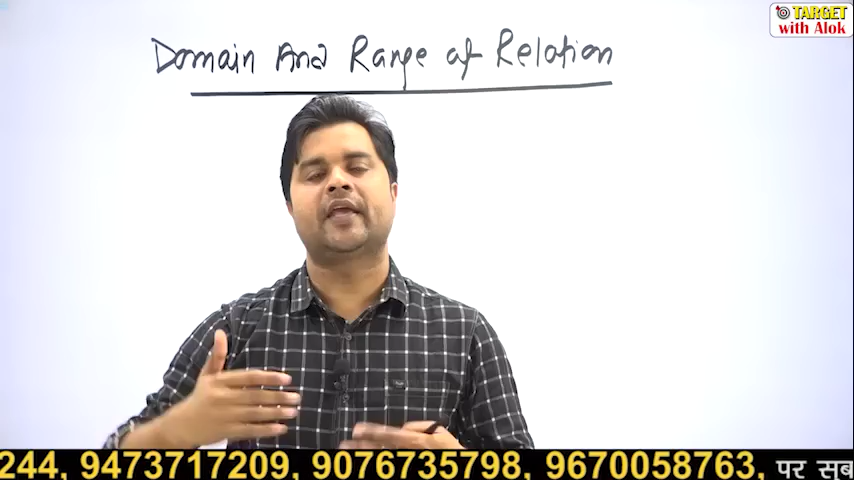 TARGET
with Alok
Domain And Range of Relation
244, 9473717209, 9076735798, 9670058763, पर सब